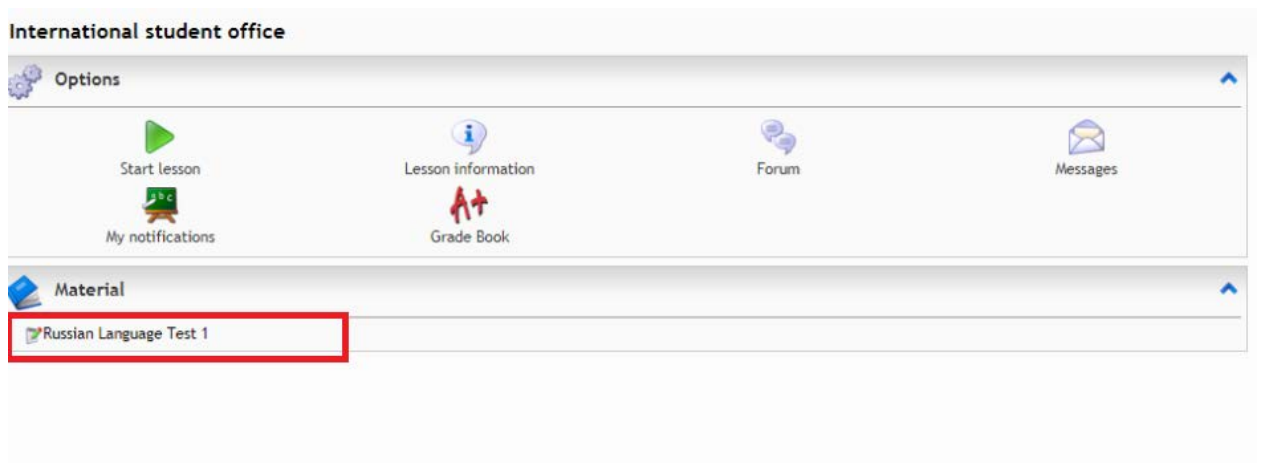 International student office
Options
Start lesson
Lesson information
Forum
Messages
abc
My notifications
A+
Grade Book
Material
Russian Language Test 1